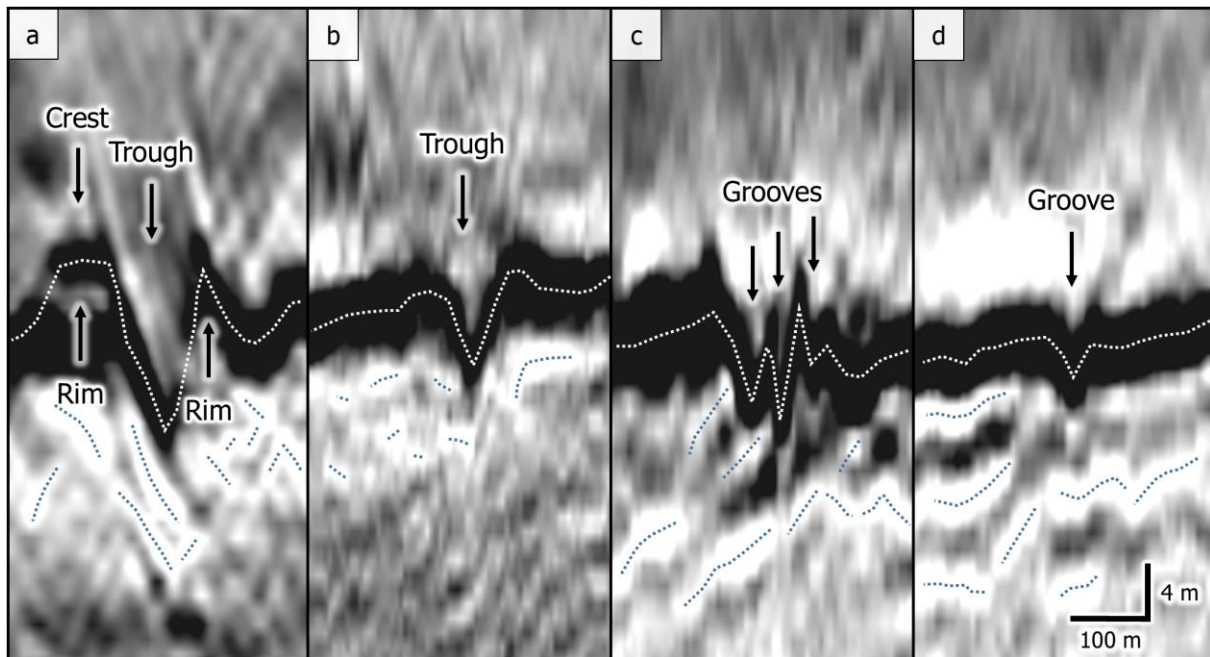 a
Crest
Trough
Rim
Rim
b
Trough
c
Grooves
d
Groove
4 m
100 m